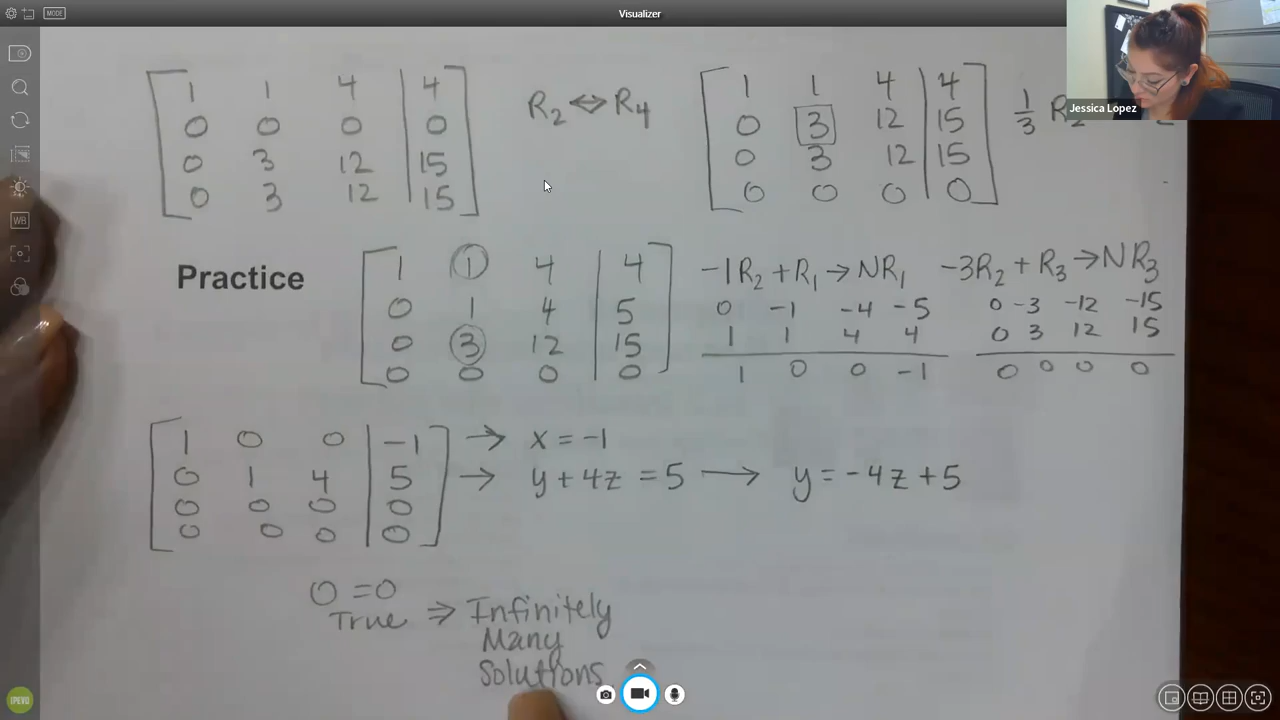 MODE
Visualizer
Jessica Lopez
1 1 4 | 4
0 0 0 | 0
0 3 12 | 15
0 3 12 | 15
R2 ⇔ R4
1 1 4 | 4
0 3 12 | 15
0 3 12 | 15
0 0 0 | 0
1/3 R2
Practice
1 1 4 | 4
0 1 4 | 5
0 3 12 | 15
0 0 0 | 0
-1R2 + R1 → NR1
0 -1 -4 -5
1 1 4 4
1 0 0 -1
-3R2 + R3 → NR3
0 -3 -12 -15
0 3 12 15
0 0 0 0
1 0 0 | -1 → x = -1
0 1 4 | 5 → y + 4z = 5 → y = -4z + 5
0 0 0 | 0
0 0 0 | 0
0 = 0
True ⇒ Infinitely
Many
Solutions
WB
IPEVO